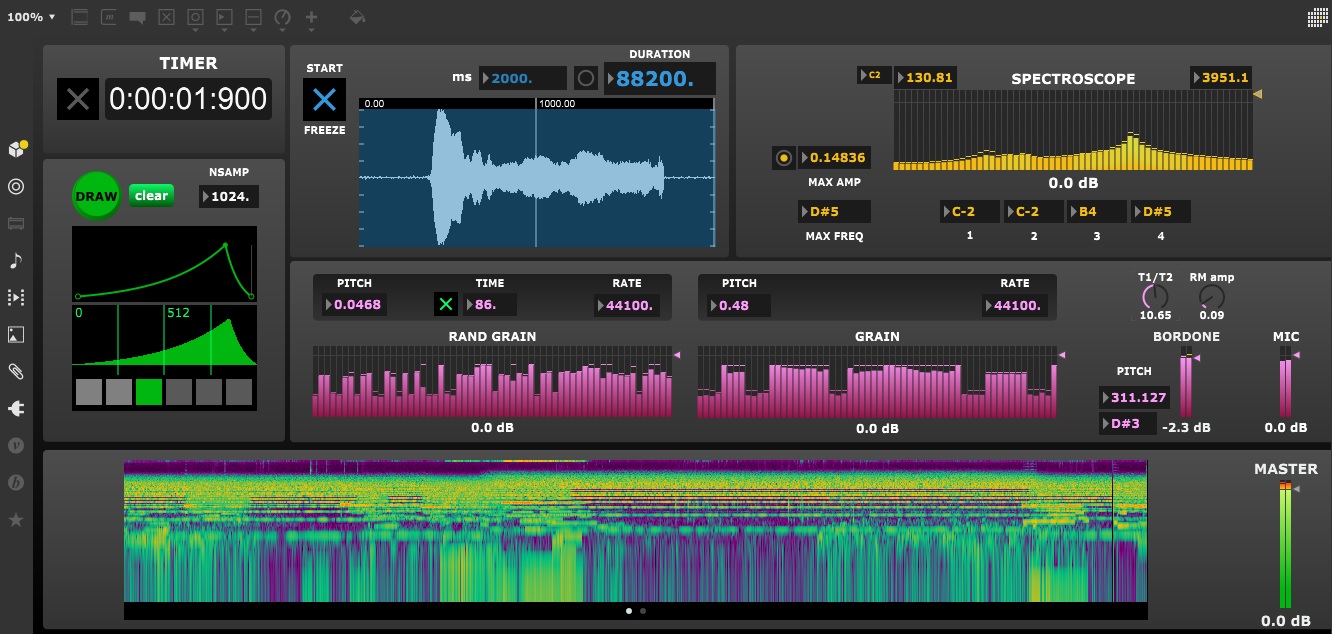 100%
m
TIMER
0:00:01:900
START
FREEZE
DURATION
ms
2000.
88200.
0.00
1000.00
SPECTROSCOPE
C2
130.81
3951.1
0.14836
MAX AMP
D#5
MAX FREQ
0.0 dB
C-2
C-2
B4
D#5
1
2
3
4
DRAW
clear
NSAMP
1024.
0
512
PITCH
TIME
RATE
0.0468
86.
44100.
RAND GRAIN
0.0 dB
PITCH
RATE
0.48
44100.
GRAIN
0.0 dB
T1/T2
RM amp
10.65
0.09
BORDONE
MIC
PITCH
311.127
D#3
-2.3 dB
0.0 dB
v
b
MASTER
0.0 dB